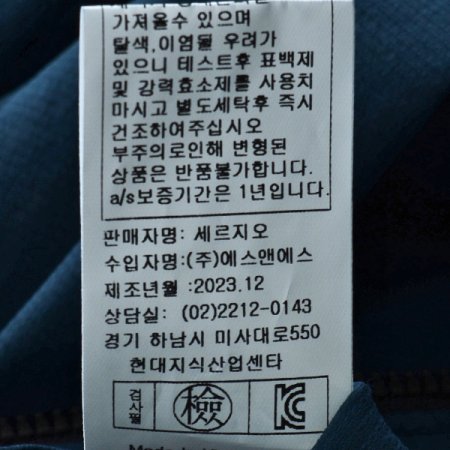 가져올수 있으며
탈색,이염될 우려가
있으니 테스트후 표백제
및 강력효소제를 사용치
마시고 별도세탁후 즉시
건조하여주십시오
부주의로인해 변형된
상품은 반품불가합니다.
a/s보증기간은 1년입니다.
판매자명: 세르지오
수입자명:(주)에스앤에스
제조년월 :2023.12
상담실: (02)2212-0143
경기 하남시 미사대로550
현대지식산업센타
검사필 檢 KC